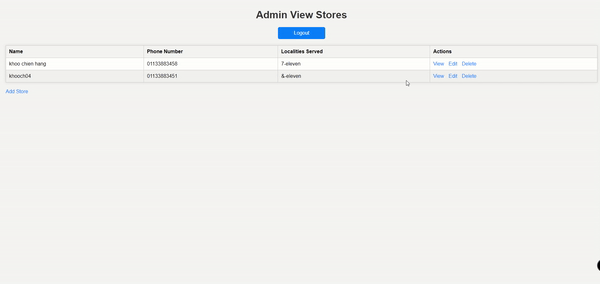 Admin View Stores
Logout
Name Phone Number Localities Served Actions
khoo chien hang 01133883458 7-eleven View Edit Delete
khooch04 01133883451 &-eleven View Edit Delete
Add Store